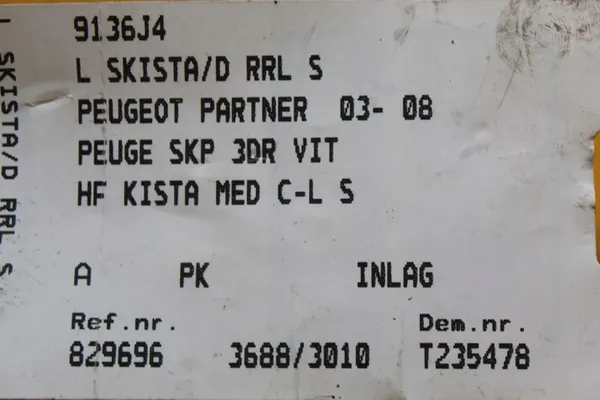 9136J4
L SKISTA/D RRL S
PEUGEOT PARTNER 03- 08
PEUGE SKP 3DR VIT
HF KISTA MED C-L S
A PK INLAG
Ref.nr. Dem.nr.
829696 3688/3010 T235478
L SKISTA/D RRL S